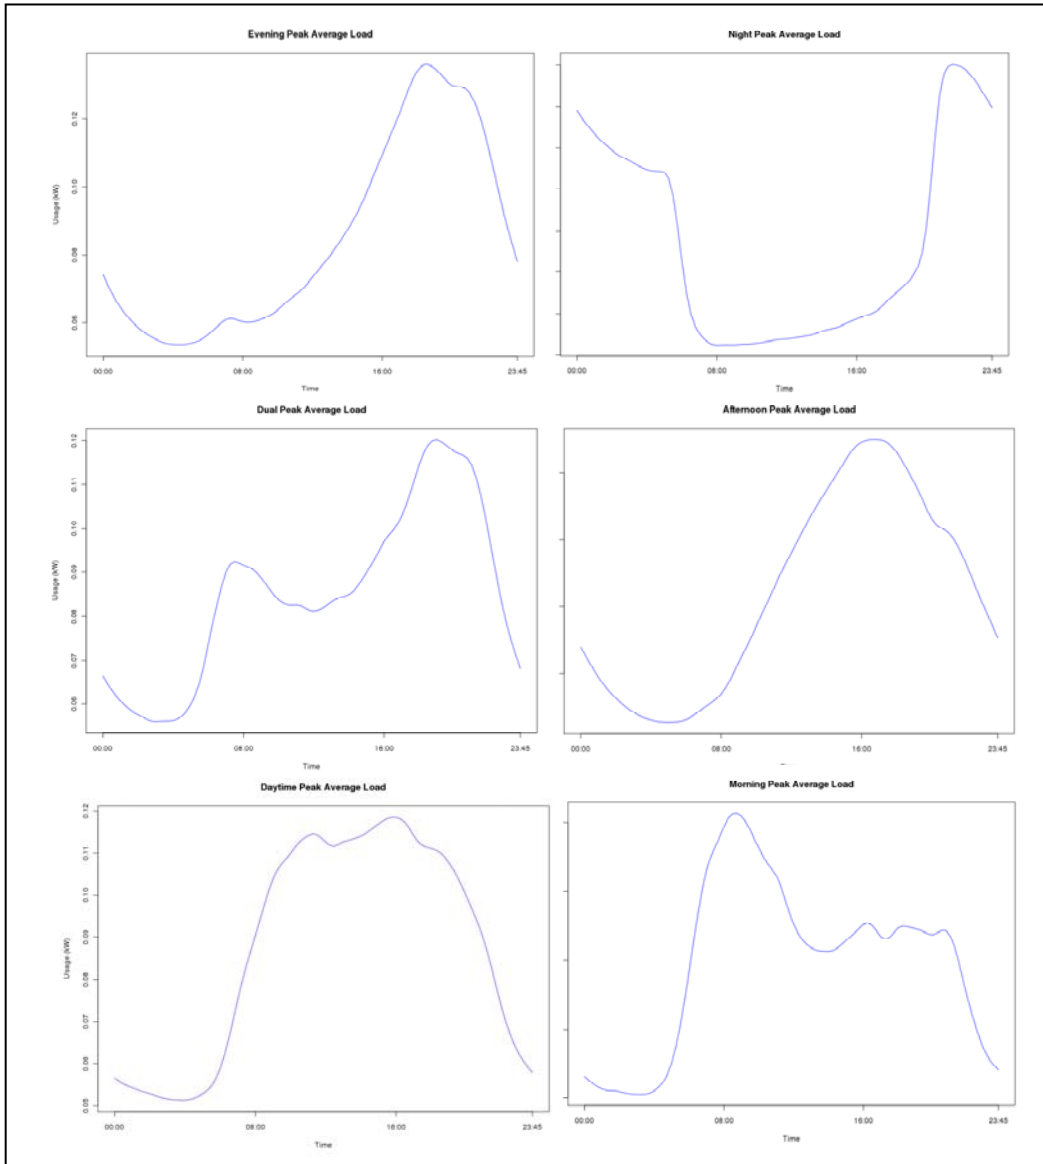 Evening Peak Average Load
Usage (kW)
0.12
0.10
0.08
0.06
00:00 08:00 16:00 23:45
Time
Night Peak Average Load
00:00 08:00 16:00 23:45
Time
Dual Peak Average Load
Usage (kW)
0.12
0.11
0.10
0.09
0.08
0.07
0.06
00:00 08:00 16:00 23:45
Time
Afternoon Peak Average Load
00:00 08:00 16:00 23:45
Daytime Peak Average Load
Usage (kW)
0.12
0.11
0.10
0.09
0.08
0.07
0.06
0.05
00:00 08:00 16:00 23:45
Time
Morning Peak Average Load
00:00 08:00 16:00 23:45
Time